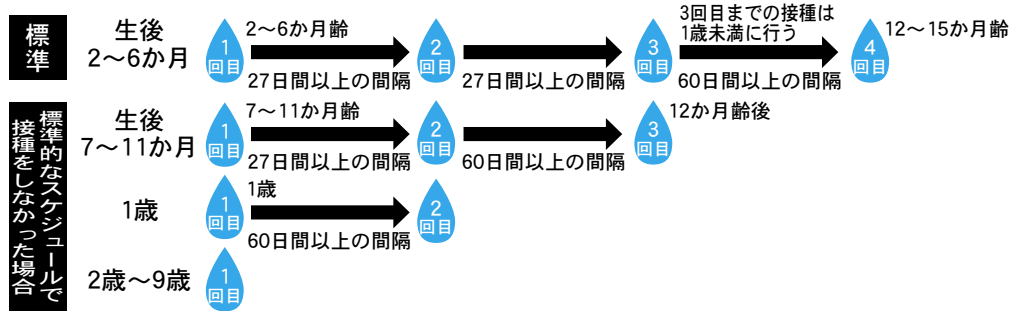 標準
生後
2～6か月
1
回目
2～6か月齢
27日間以上の間隔
2
回目
27日間以上の間隔
3
回目
3回目までの接種は
1歳未満に行う
60日間以上の間隔
4
回目
12～15か月齢
標準的なスケジュールで
接種をしなかった場合
生後
7～11か月
1
回目
7～11か月齢
27日間以上の間隔
2
回目
60日間以上の間隔
3
回目
12か月齢後
1歳
1
回目
1歳
60日間以上の間隔
2
回目
2歳～9歳
1
回目